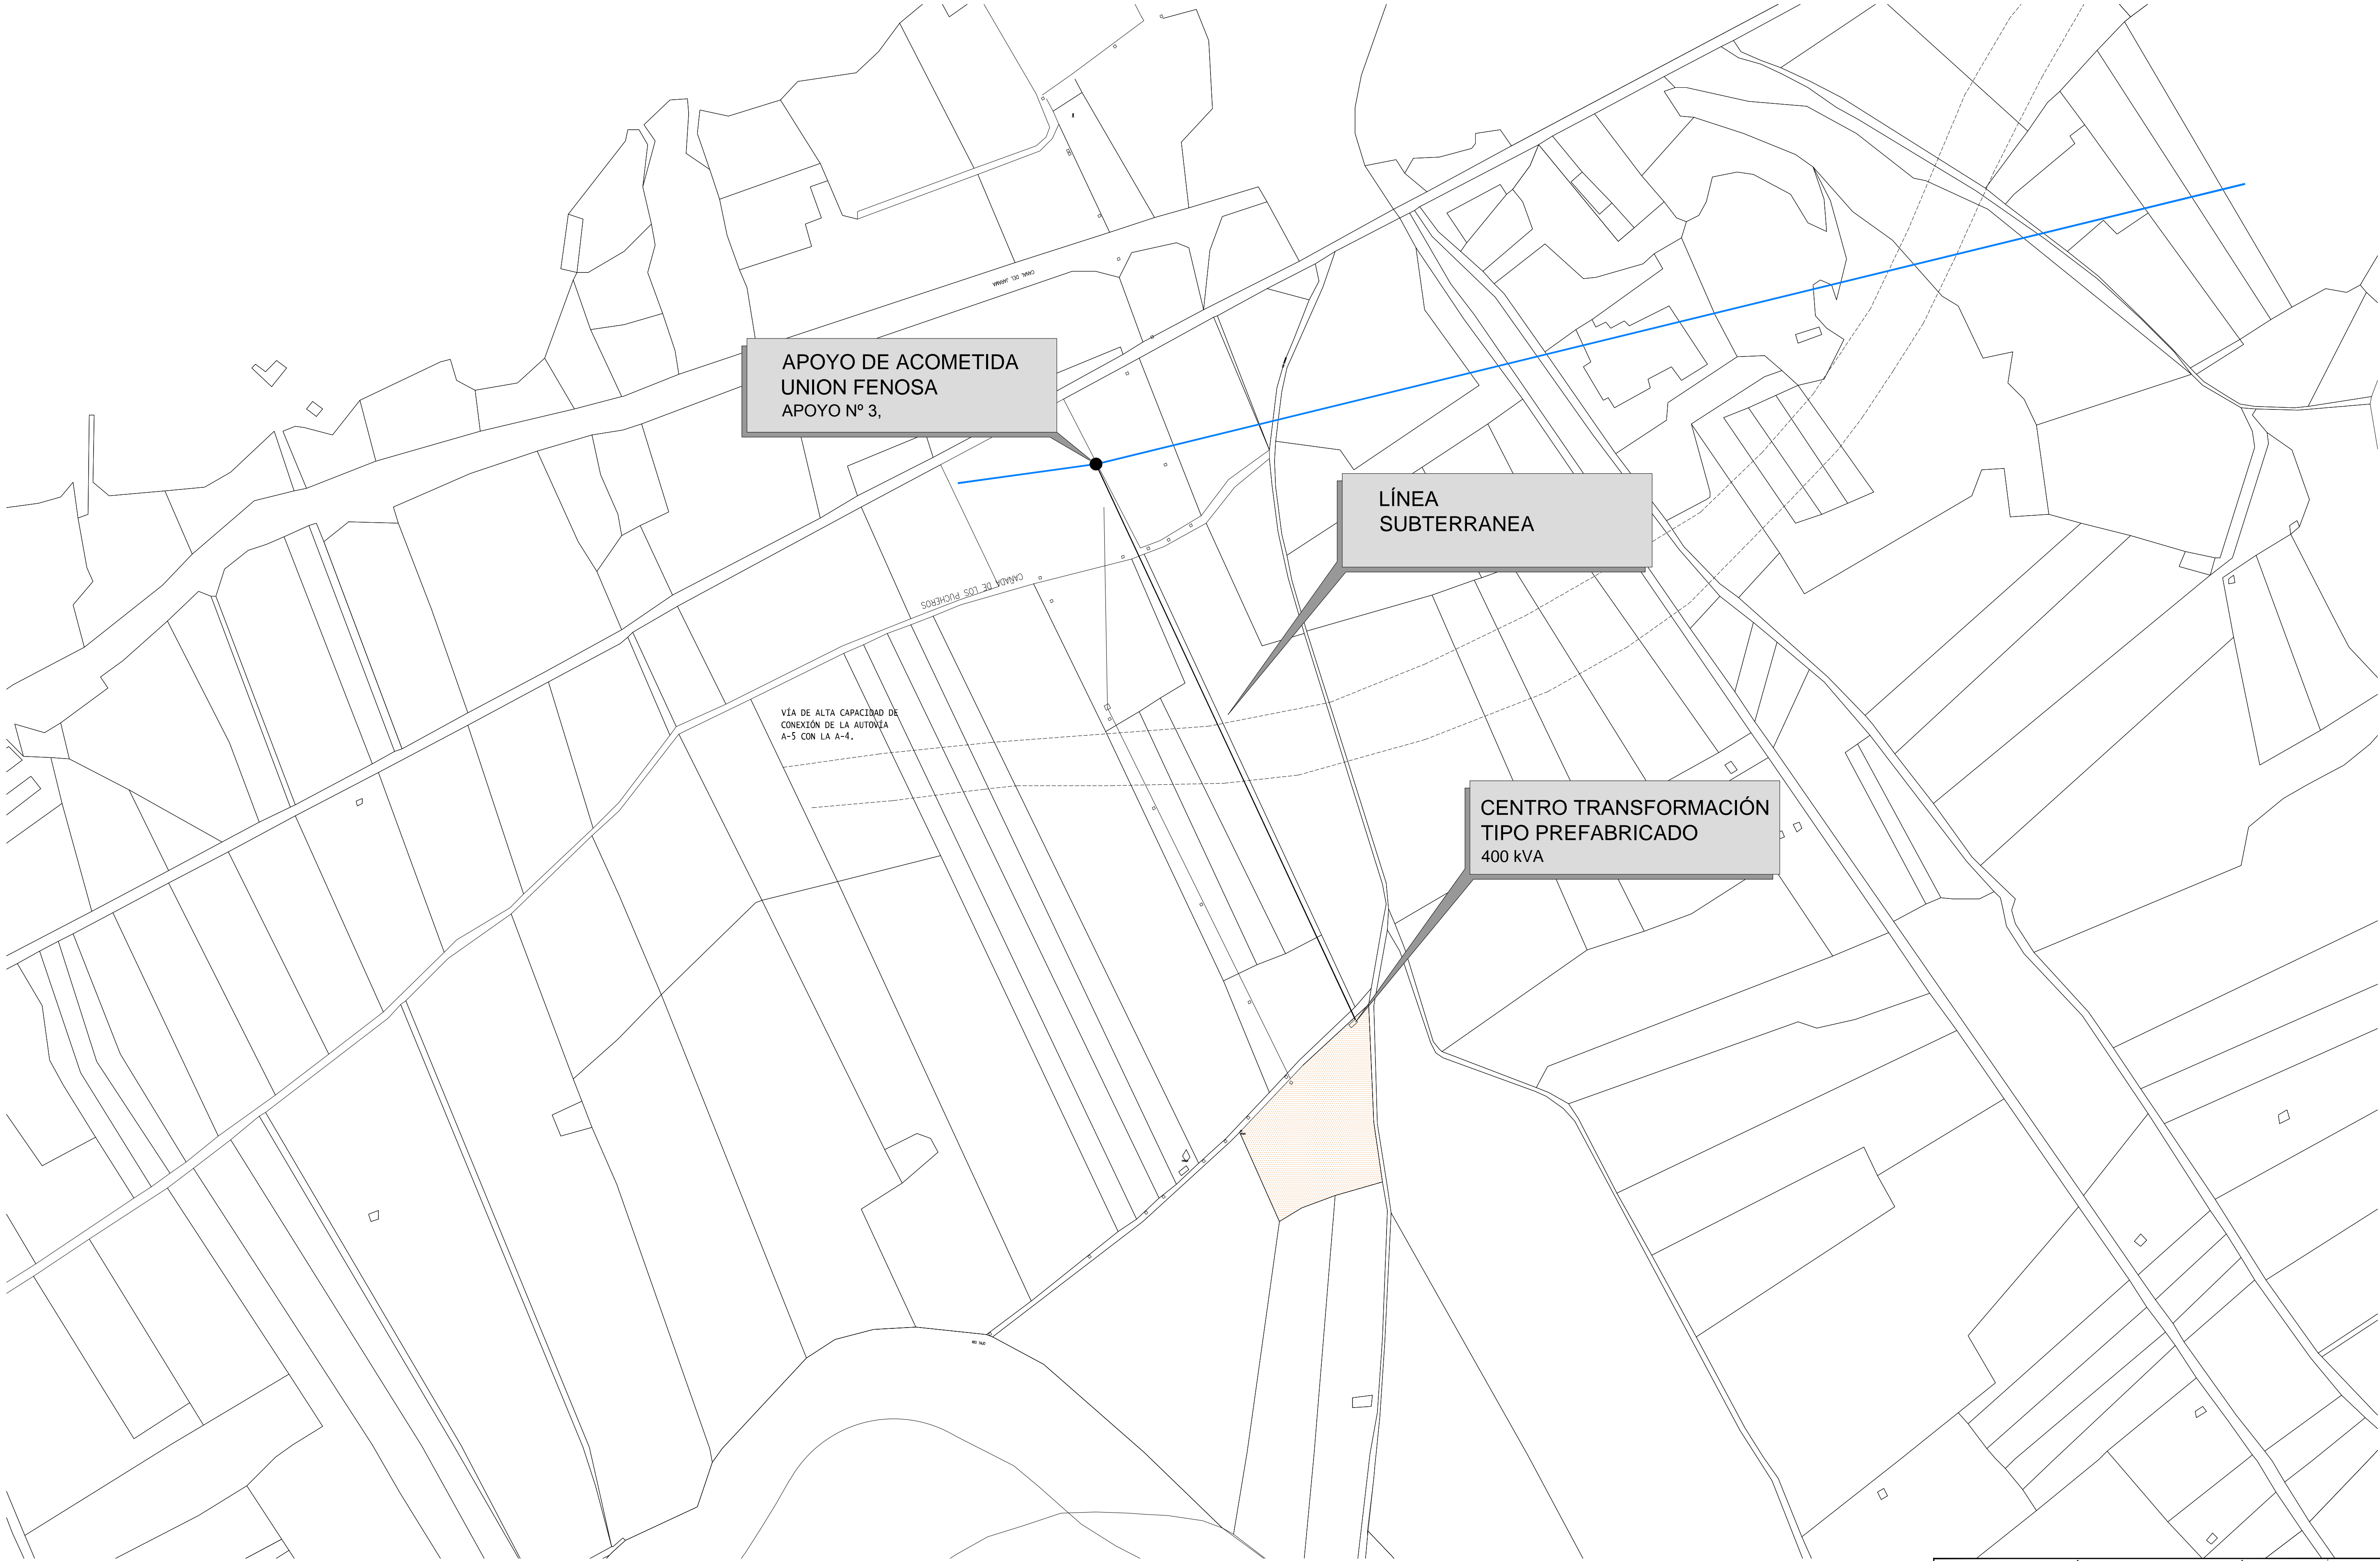 CANAL DEL JARAMA
APOYO DE ACOMETIDA
UNION FENOSA
APOYO Nº 3,
LÍNEA
SUBTERRANEA
CAÑADA DE LOS PUCHEROS
VÍA DE ALTA CAPACIDAD DE
CONEXIÓN DE LA AUTOVÍA
A-5 CON LA A-4.
CENTRO TRANSFORMACIÓN
TIPO PREFABRICADO
400 kVA